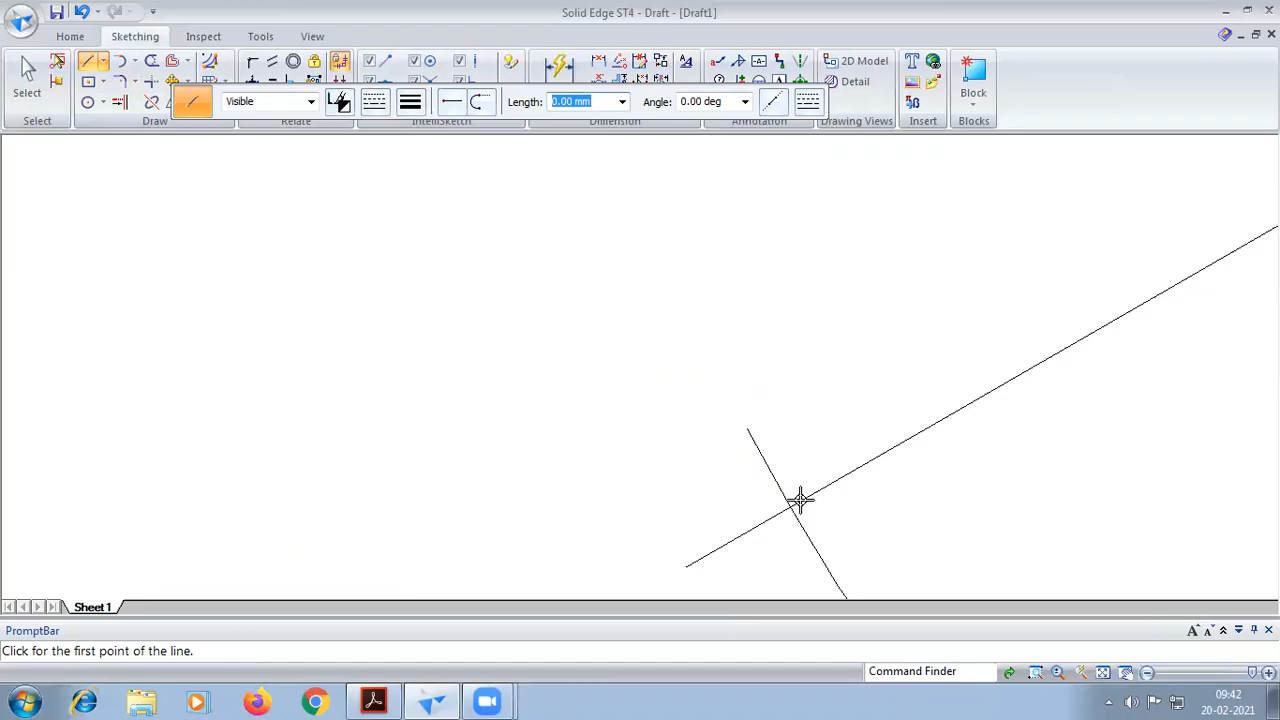 Solid Edge ST4 - Draft - [Draft1]
Home Sketching Inspect Tools View
2D Model
Select
Detail
Block
Visible Length: 0.00 mm Angle: 0.00 deg
Select Draw Relate IntelliSketch Dimension Annotation Drawing Views Insert Blocks
Sheet1
PromptBar
Click for the first point of the line.
Command Finder
09:42
20-02-2021